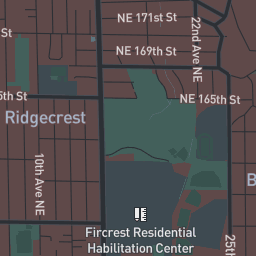 NE 171st St
22nd Ave NE
St
NE 169th St
5th St
NE 165th St
Ridgecrest
10th Ave NE
B
25th
Fircrest Residential
Habilitation Center